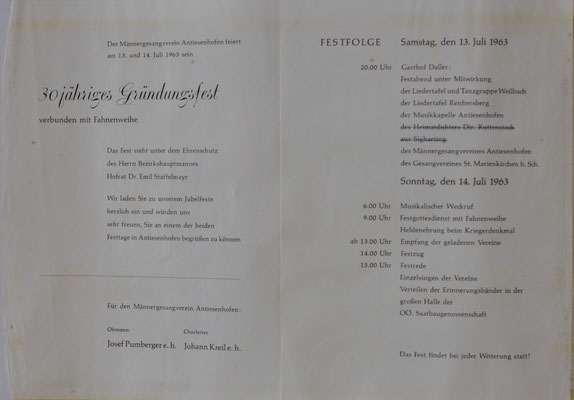 Der Männergesangverein Antiesenhofen feiert
am 13. und 14. Juli 1963 sein
30 jähriges Gründungsfest
verbunden mit Fahnenweihe
Das Fest steht unter dem Ehrenschutz
des Herrn Bezirkshauptmannes
Hofrat Dr. Emil Staffelmayr
Wir laden Sie zu unserem Jubelfeste
herzlich ein und würden uns
sehr freuen, Sie an einem der beiden
Festtage in Antiesenhofen begrüßen zu können
Für den Männergesangverein Antiesenhofen:
Obmann Chorleiter
Josef Pumberger e. h. Johann Kreil e. h.
FESTFOLGE Samstag, den 13. Juli 1963
20.00 Uhr Gasthof Daller:
Festabend unter Mitwirkung
der Liedertafel und Tanzgruppe Weilbach
der Liedertafel Reichersberg
der Musikkapelle Antiesenhofen
des Heimatdichters Dir. Ruttenstock
aus Sigharting
des Männergesangvereines Antiesenhofen
des Gesangvereines St. Marienkirchen b. Sch.
Sonntag, den 14. Juli 1963
6.00 Uhr Musikalischer Weckruf
9.00 Uhr Festgottesdienst mit Fahnenweihe
Heldenehrung beim Kriegerdenkmal
ab 13.00 Uhr Empfang der geladenen Vereine
14.00 Uhr Festzug
15.00 Uhr Festrede
Einzelsingen der Vereine
Verteilen der Erinnerungsbänder in der
großen Halle der
OÖ. Saatbaugenossenschaft
Das Fest findet bei jeder Witterung statt!